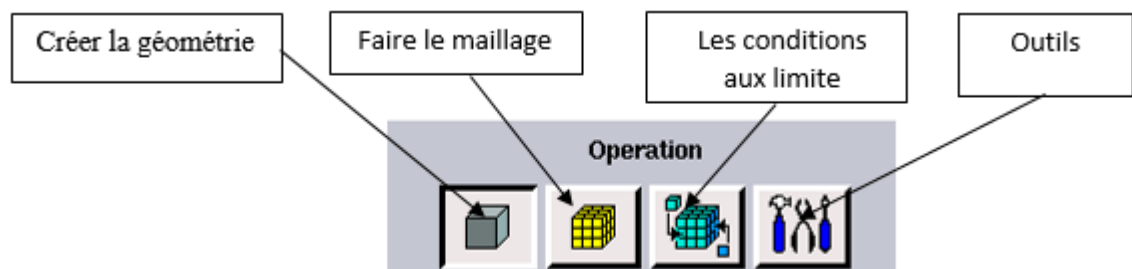 Créer la géométrie
Faire le maillage
Les conditions
aux limite
Outils
Operation